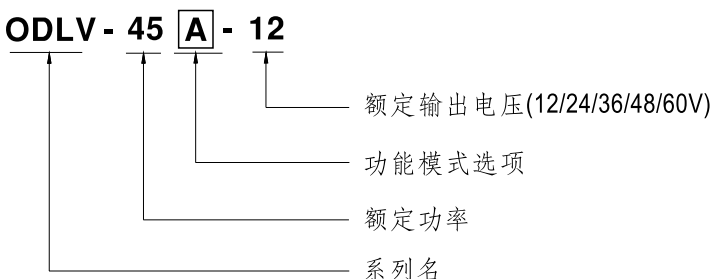 ODLV - 45 A - 12
额定输出电压(12/24/36/48/60V)
功能模式选项
额定功率
系列名